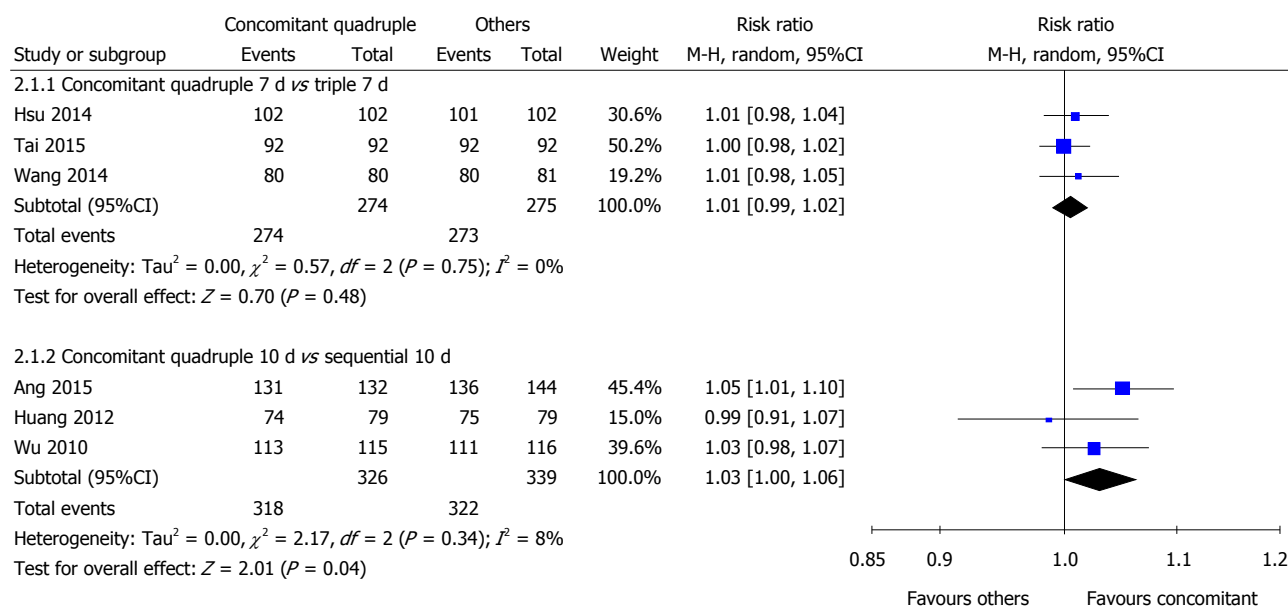 Concomitant quadruple Others Risk ratio Risk ratio
Study or subgroup Events Total Events Total Weight M-H, random, 95%CI M-H, random, 95%CI
2.1.1 Concomitant quadruple 7 d vs triple 7 d
Hsu 2014 102 102 101 102 30.6% 1.01 [0.98, 1.04]
Tai 2015 92 92 92 92 50.2% 1.00 [0.98, 1.02]
Wang 2014 80 80 80 81 19.2% 1.01 [0.98, 1.05]
Subtotal (95%CI) 274 275 100.0% 1.01 [0.99, 1.02]
Total events 274 273
Heterogeneity: Tau² = 0.00, χ² = 0.57, df = 2 (P = 0.75); I² = 0%
Test for overall effect: Z = 0.70 (P = 0.48)
2.1.2 Concomitant quadruple 10 d vs sequential 10 d
Ang 2015 131 132 136 144 45.4% 1.05 [1.01, 1.10]
Huang 2012 74 79 75 79 15.0% 0.99 [0.91, 1.07]
Wu 2010 113 115 111 116 39.6% 1.03 [0.98, 1.07]
Subtotal (95%CI) 326 339 100.0% 1.03 [1.00, 1.06]
Total events 318 322
Heterogeneity: Tau² = 0.00, χ² = 2.17, df = 2 (P = 0.34); I² = 8%
Test for overall effect: Z = 2.01 (P = 0.04)
0.85 0.9 1.0 1.1 1.2
Favours others Favours concomitant